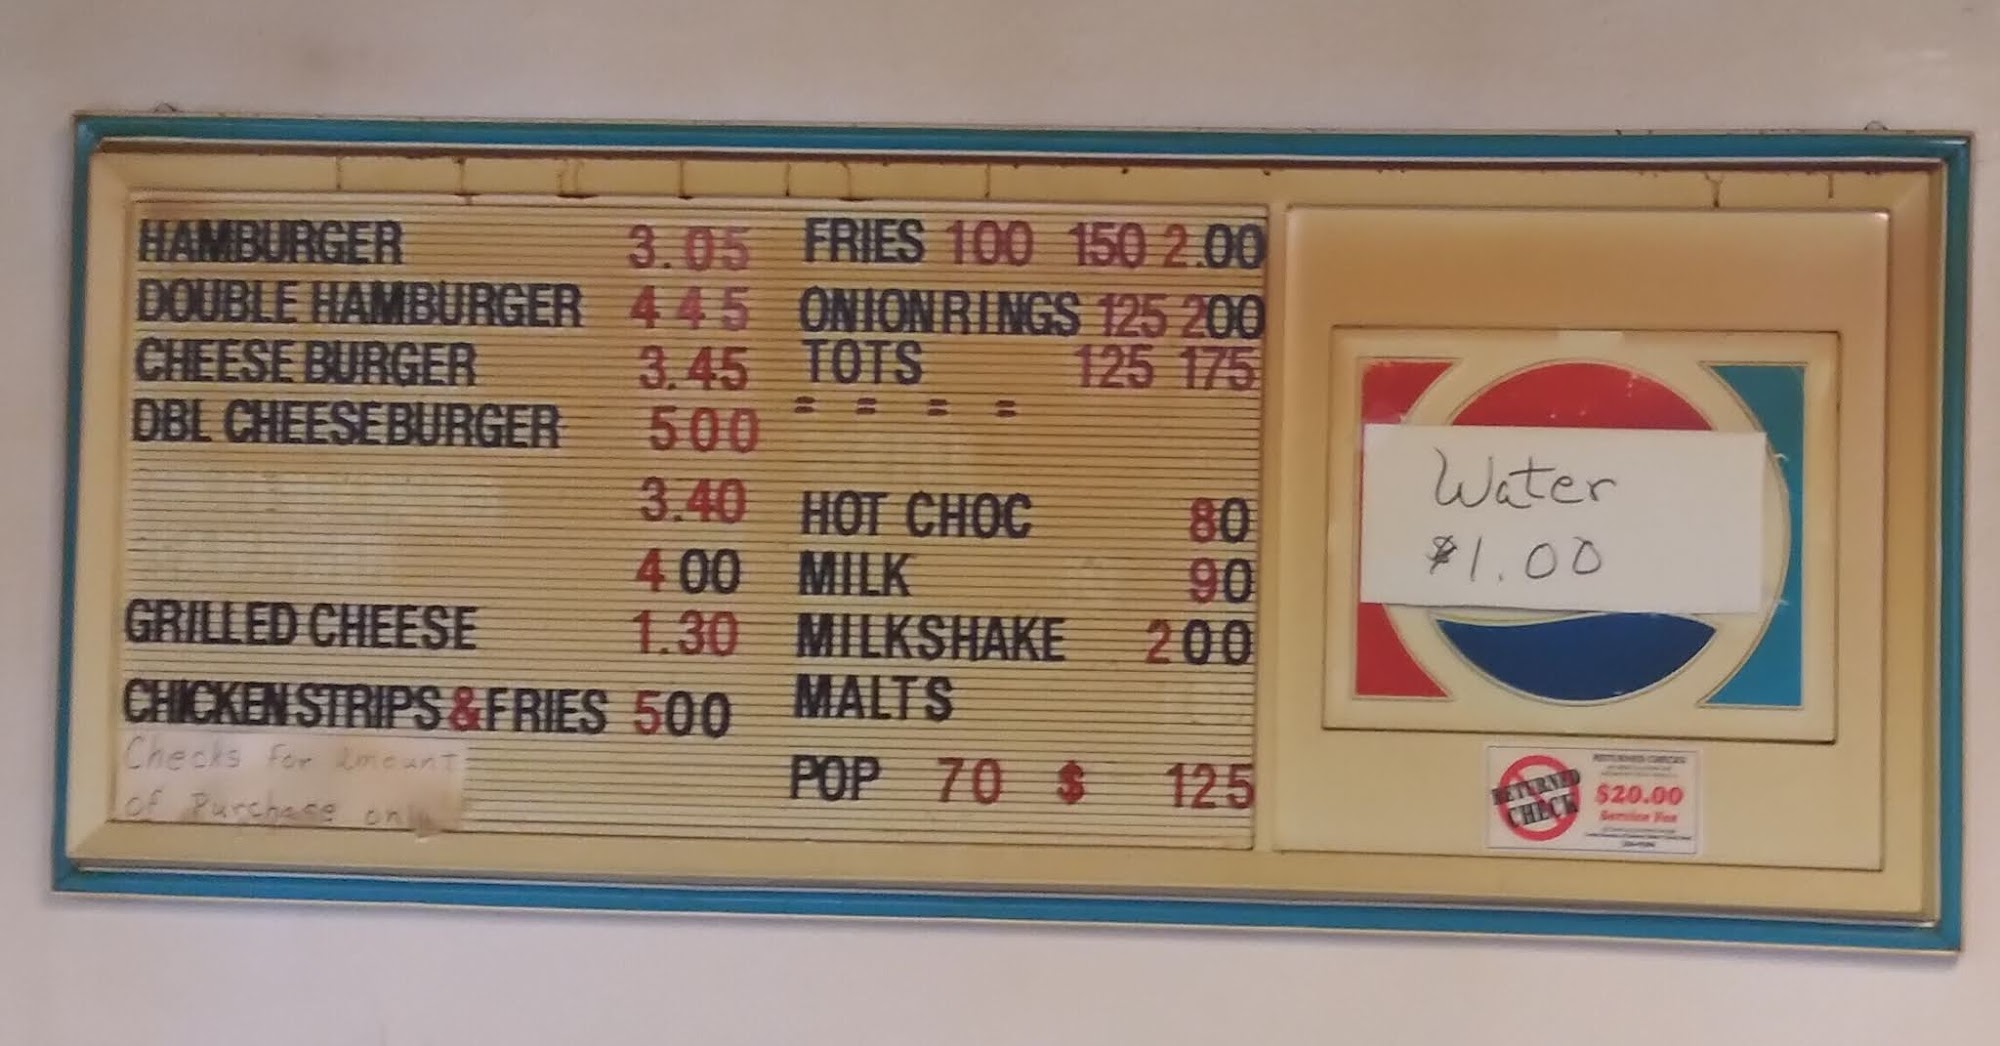 HAMBURGER 3.05
DOUBLE HAMBURGER 4 4 5
CHEESE BURGER 3.45
DBL CHEESEBURGER 500
3.40
4 00
GRILLED CHEESE 1.30
CHICKEN STRIPS & FRIES 500
Checks for amount
of Purchase only
FRIES 100 150 2.00
ONION RINGS 125 200
TOTS 125 175
= = = =
HOT CHOC 80
MILK 90
MILKSHAKE 200
MALTS
POP 70 $ 125
Water
$1.00
RETURNED
CHECK
RETURNED CHECKS
$20.00
Service Fee